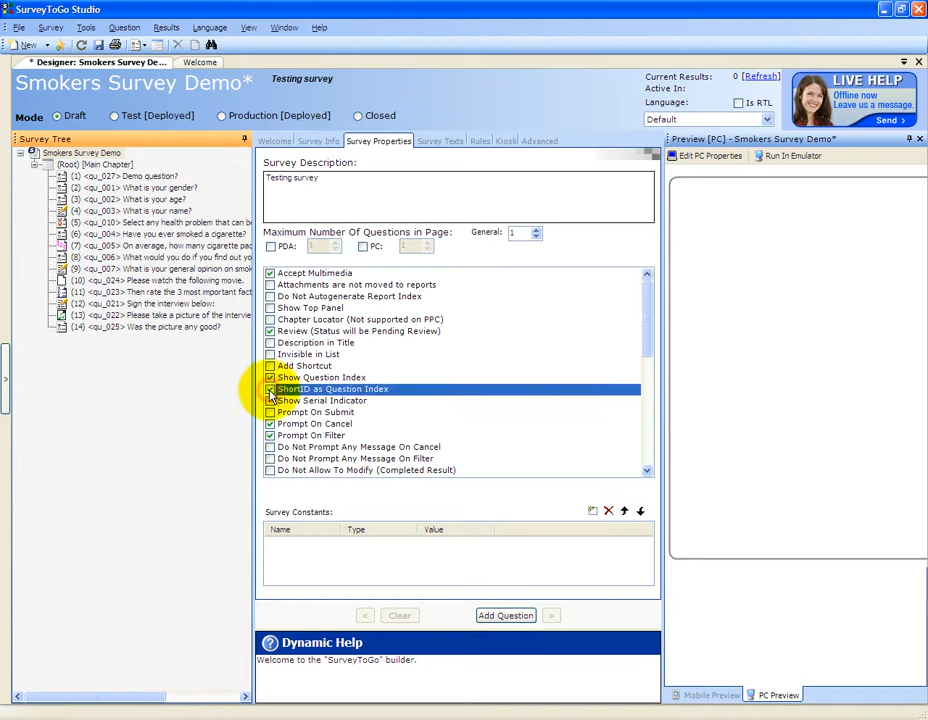 SurveyToGo Studio
File Survey Tools Question Results Language View Window Help
New
* Designer: Smokers Survey De... Welcome
Smokers Survey Demo* Testing survey
Current Results: 0 [Refresh]
Active In:
Language: Is RTL
Default
LIVE HELP
Offline now
Leave us a message.
Send >
Mode Draft Test [Deployed] Production [Deployed] Closed
Survey Tree
Smokers Survey Demo
(Root) [Main Chapter]
(1) <qu_027> Demo question?
(2) <qu_001> What is your gender?
(3) <qu_002> What is your age?
(4) <qu_003> What is your name?
(5) <qu_010> Select any health problem that can be
(6) <qu_004> Have you ever smoked a cigarette?
(7) <qu_005> On average, how many cigarette pac
(8) <qu_006> What would you do if you find out yo
(9) <qu_007> What is your general opinion on smok
(10) <qu_024> Please watch the following movie.
(11) <qu_023> Then rate the 3 most important fact
(12) <qu_021> Sign the interview below:
(13) <qu_022> Please take a picture of the intervie
(14) <qu_025> Was the picture any good?
Welcome Survey Info Survey Properties Survey Texts Rules Kiosk Advanced
Survey Description:
Testing survey
Maximum Number Of Questions in Page: General: 1
PDA: 1 PC: 1
Accept Multimedia
Attachments are not moved to reports
Do Not Autogenerate Report Index
Show Top Panel
Chapter Locator (Not supported on PPC)
Review (Status will be Pending Review)
Description in Title
Invisible in List
Add Shortcut
Show Question Index
ShortID as Question Index
Show Serial Indicator
Prompt On Submit
Prompt On Cancel
Prompt On Filter
Do Not Prompt Any Message On Cancel
Do Not Prompt Any Message On Filter
Do Not Allow To Modify (Completed Result)
Survey Constants:
Name Type Value
< Clear Add Question >
Dynamic Help
Welcome to the "SurveyToGo" builder.
Preview [PC] - Smokers Survey Demo*
Edit PC Properties Run In Emulator
Mobile Preview PC Preview